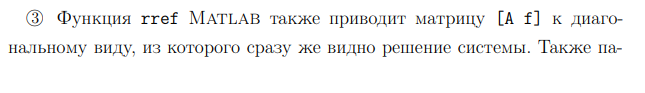 ③ Функция rref MATLAB также приводит матрицу [A f] к диаго-
нальному виду, из которого сразу же видно решение системы. Также па-